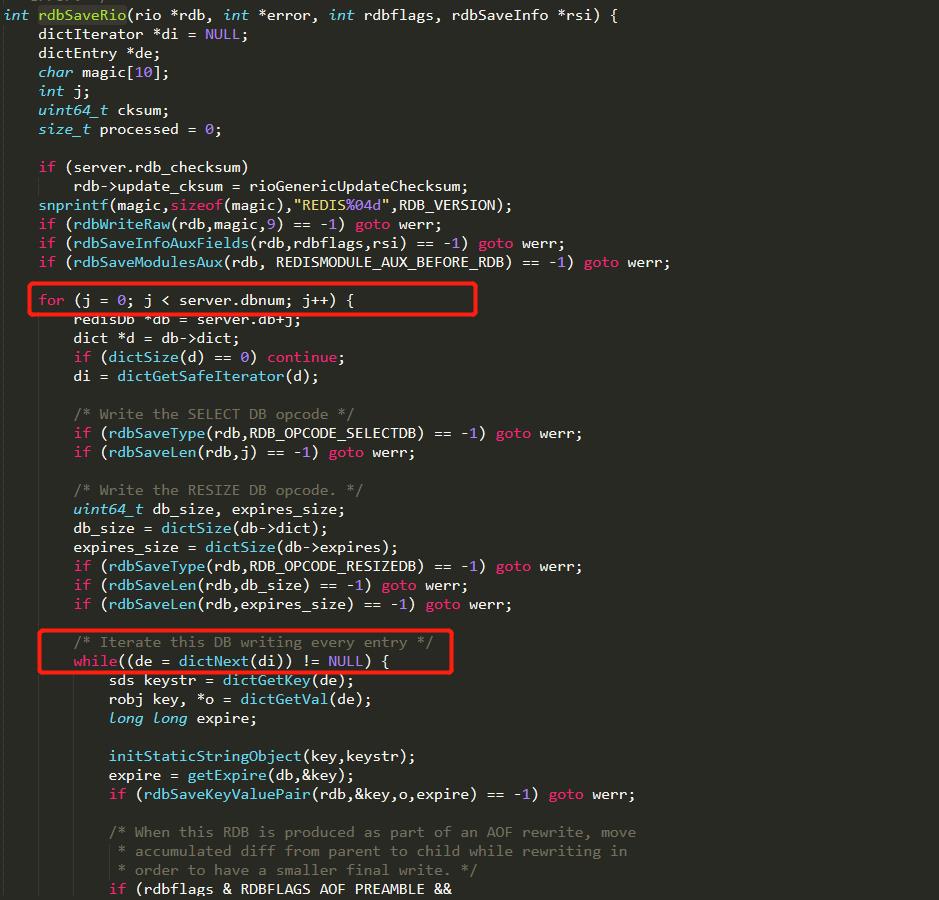 int rdbSaveRio(rio *rdb, int *error, int rdbflags, rdbSaveInfo *rsi) {
dictIterator *di = NULL;
dictEntry *de;
char magic[10];
int j;
uint64_t cksum;
size_t processed = 0;
if (server.rdb_checksum)
rdb->update_cksum = rioGenericUpdateChecksum;
snprintf(magic,sizeof(magic),"REDIS%04d",RDB_VERSION);
if (rdbWriteRaw(rdb,magic,9) == -1) goto werr;
if (rdbSaveInfoAuxFields(rdb,rdbflags,rsi) == -1) goto werr;
if (rdbSaveModulesAux(rdb, REDISMODULE_AUX_BEFORE_RDB) == -1) goto werr;
for (j = 0; j < server.dbnum; j++) {
redisDb *db = server.db+j;
dict *d = db->dict;
if (dictSize(d) == 0) continue;
di = dictGetSafeIterator(d);
/* Write the SELECT DB opcode */
if (rdbSaveType(rdb,RDB_OPCODE_SELECTDB) == -1) goto werr;
if (rdbSaveLen(rdb,j) == -1) goto werr;
/* Write the RESIZE DB opcode. */
uint64_t db_size, expires_size;
db_size = dictSize(db->dict);
expires_size = dictSize(db->expires);
if (rdbSaveType(rdb,RDB_OPCODE_RESIZEDB) == -1) goto werr;
if (rdbSaveLen(rdb,db_size) == -1) goto werr;
if (rdbSaveLen(rdb,expires_size) == -1) goto werr;
/* Iterate this DB writing every entry */
while((de = dictNext(di)) != NULL) {
sds keystr = dictGetKey(de);
robj key, *o = dictGetVal(de);
long long expire;
initStaticStringObject(key,keystr);
expire = getExpire(db,&key);
if (rdbSaveKeyValuePair(rdb,&key,o,expire) == -1) goto werr;
/* When this RDB is produced as part of an AOF rewrite, move
* accumulated diff from parent to child while rewriting in
* order to have a smaller final write. */
if (rdbflags & RDBFLAGS_AOF_PREAMBLE &&